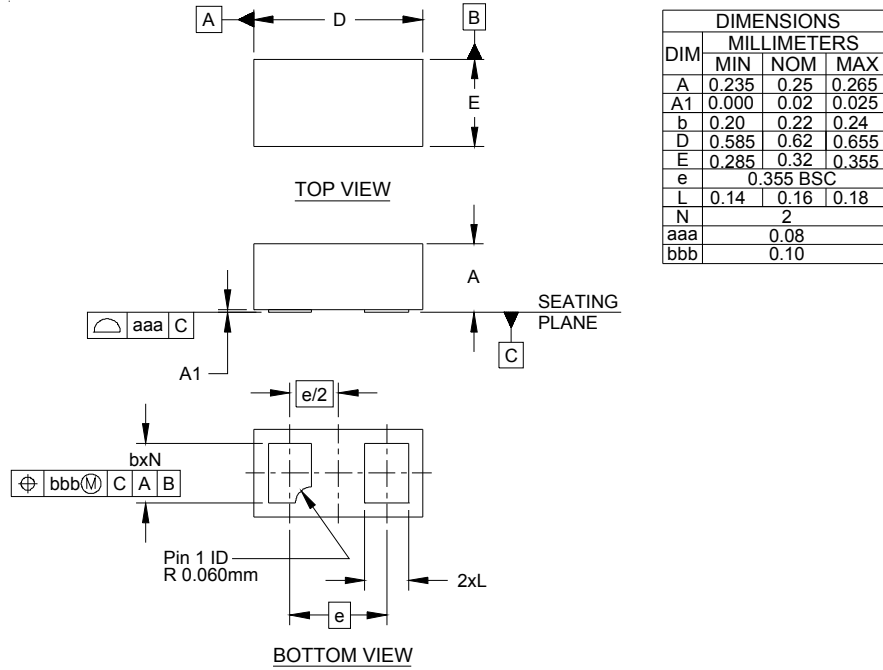 A D B
E
TOP VIEW
A
SEATING
PLANE
⌓ aaa C
C
A1
e/2
bxN
⌖ bbbⓂ C A B
Pin 1 ID
R 0.060mm
2xL
e
BOTTOM VIEW
DIMENSIONS
DIM MILLIMETERS
MIN NOM MAX
A 0.235 0.25 0.265
A1 0.000 0.02 0.025
b 0.20 0.22 0.24
D 0.585 0.62 0.655
E 0.285 0.32 0.355
e 0.355 BSC
L 0.14 0.16 0.18
N 2
aaa 0.08
bbb 0.10